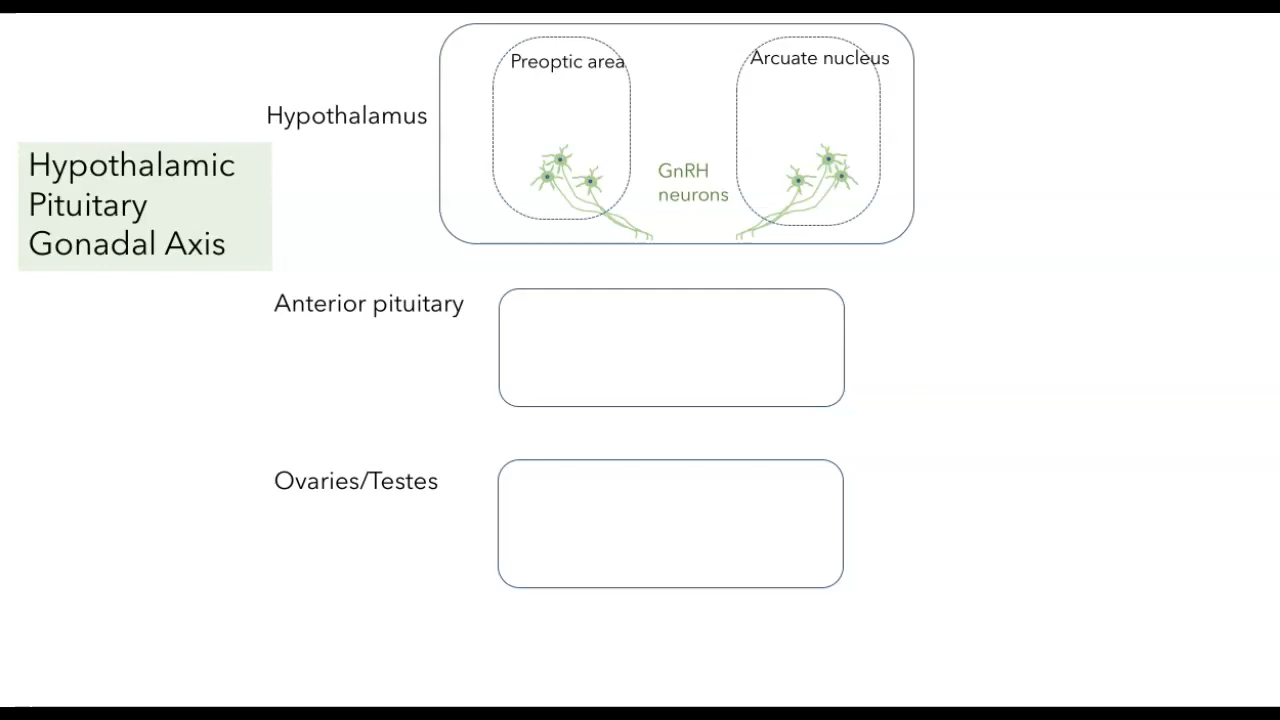 Preoptic area
Arcuate nucleus
Hypothalamus
GnRH
neurons
Hypothalamic
Pituitary
Gonadal Axis
Anterior pituitary
Ovaries/Testes